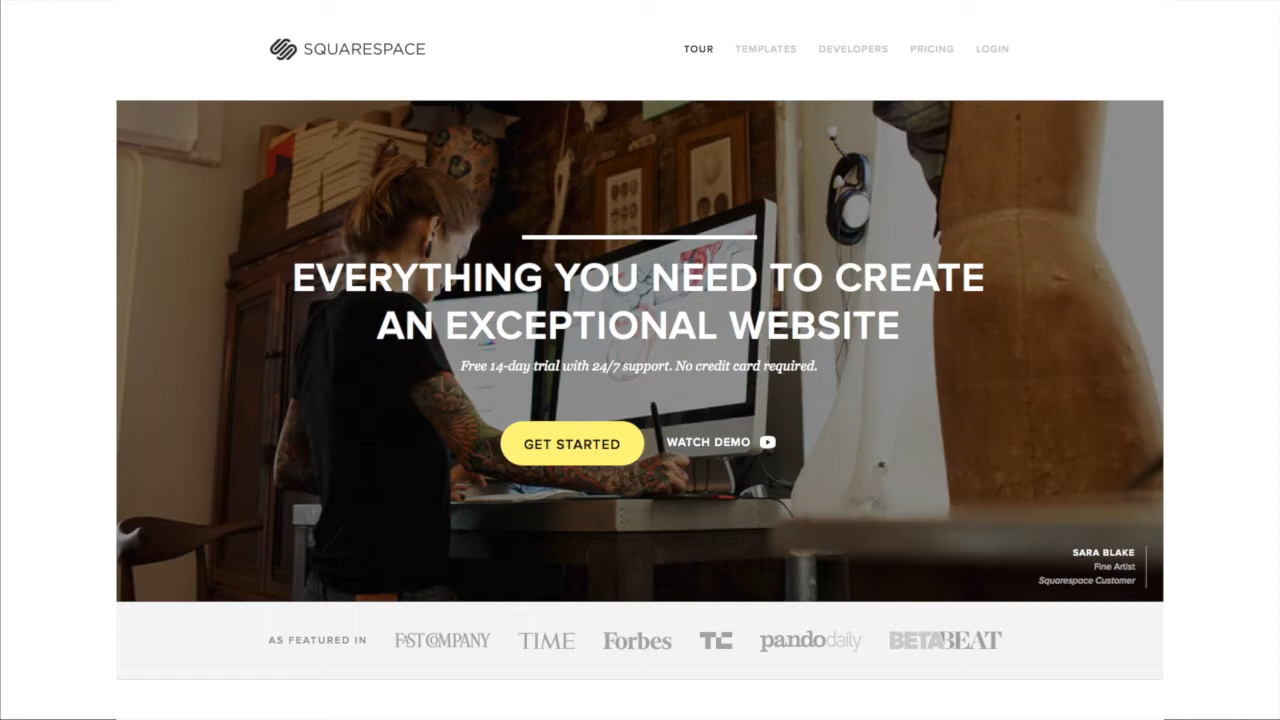 SQUARESPACE
TOUR TEMPLATES DEVELOPERS PRICING LOGIN
EVERYTHING YOU NEED TO CREATE
AN EXCEPTIONAL WEBSITE
Free 14-day trial with 24/7 support. No credit card required.
GET STARTED WATCH DEMO
SARA BLAKE
Fine Artist
Squarespace Customer
AS FEATURED IN FAST COMPANY TIME Forbes TC pandodaily BETABEAT